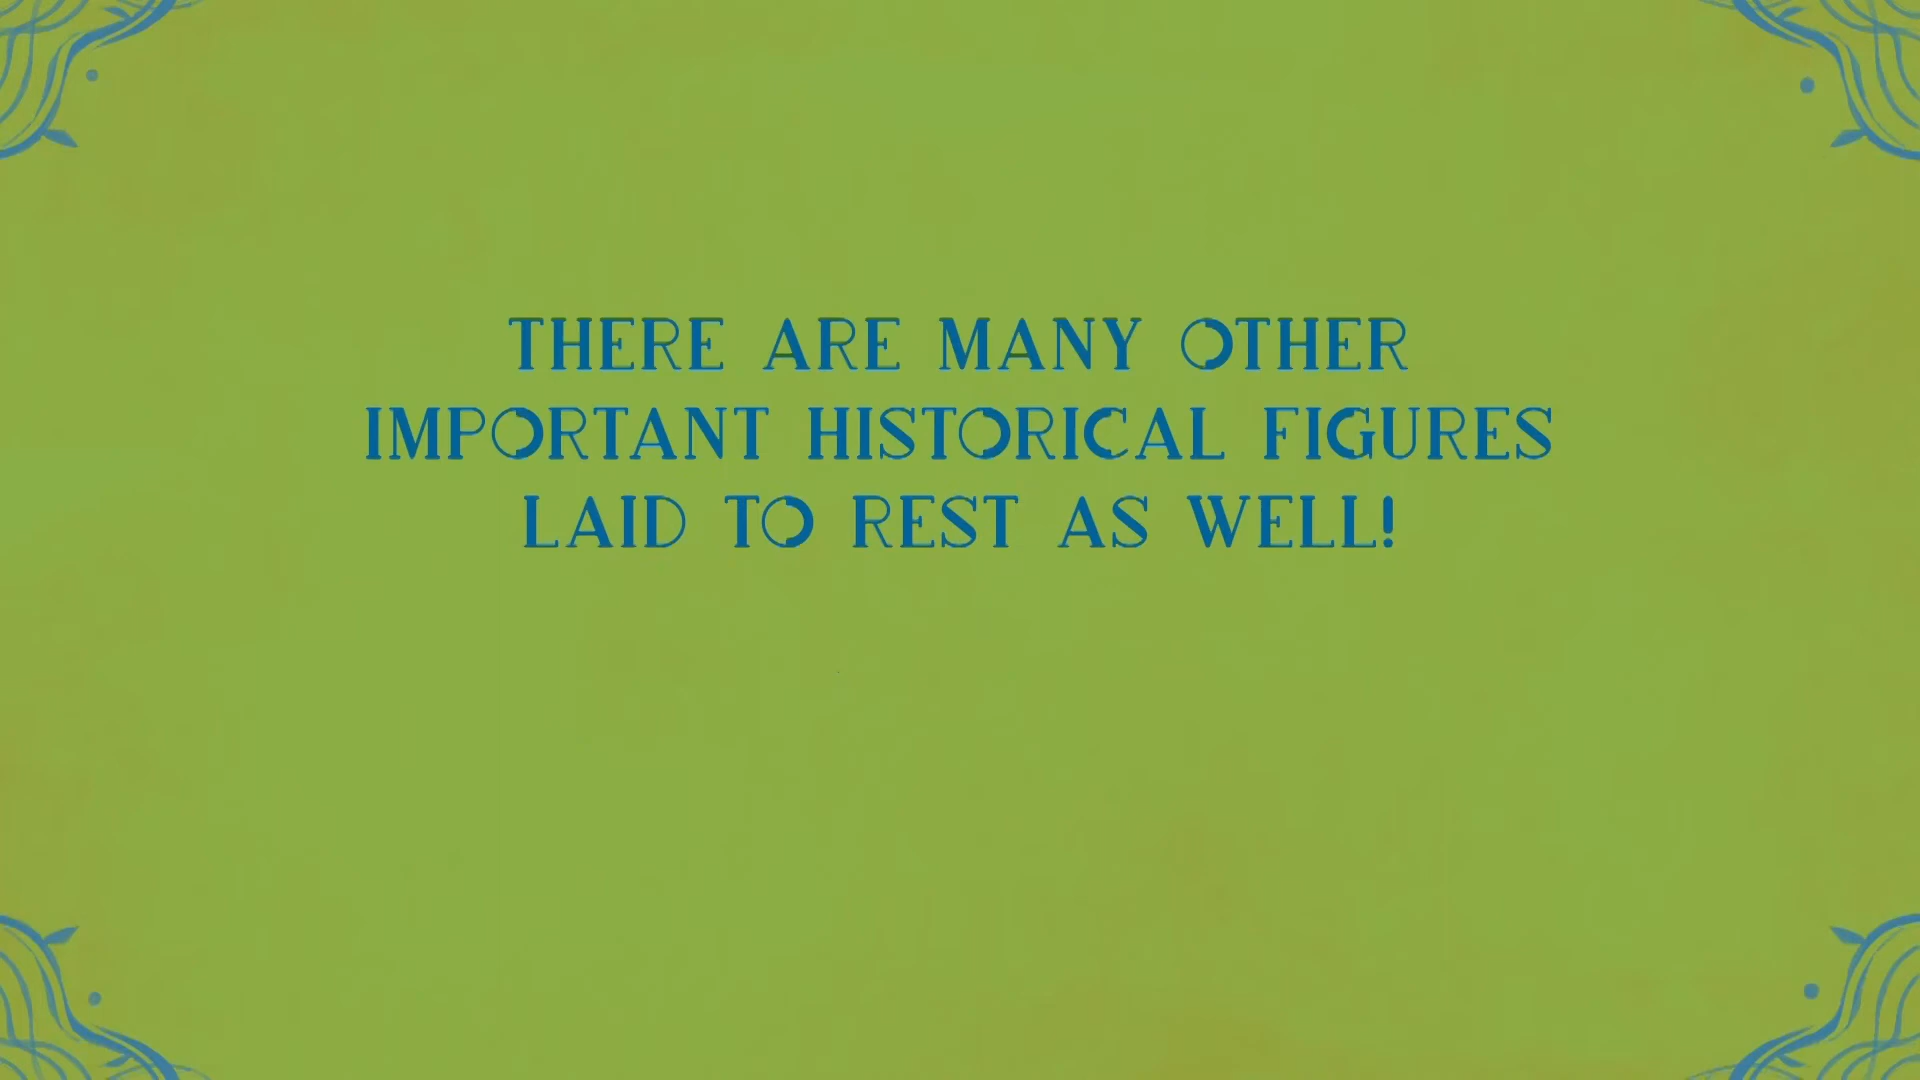 THERE ARE MANY OTHER
IMPORTANT HISTORICAL FIGURES
LAID TO REST AS WELL!